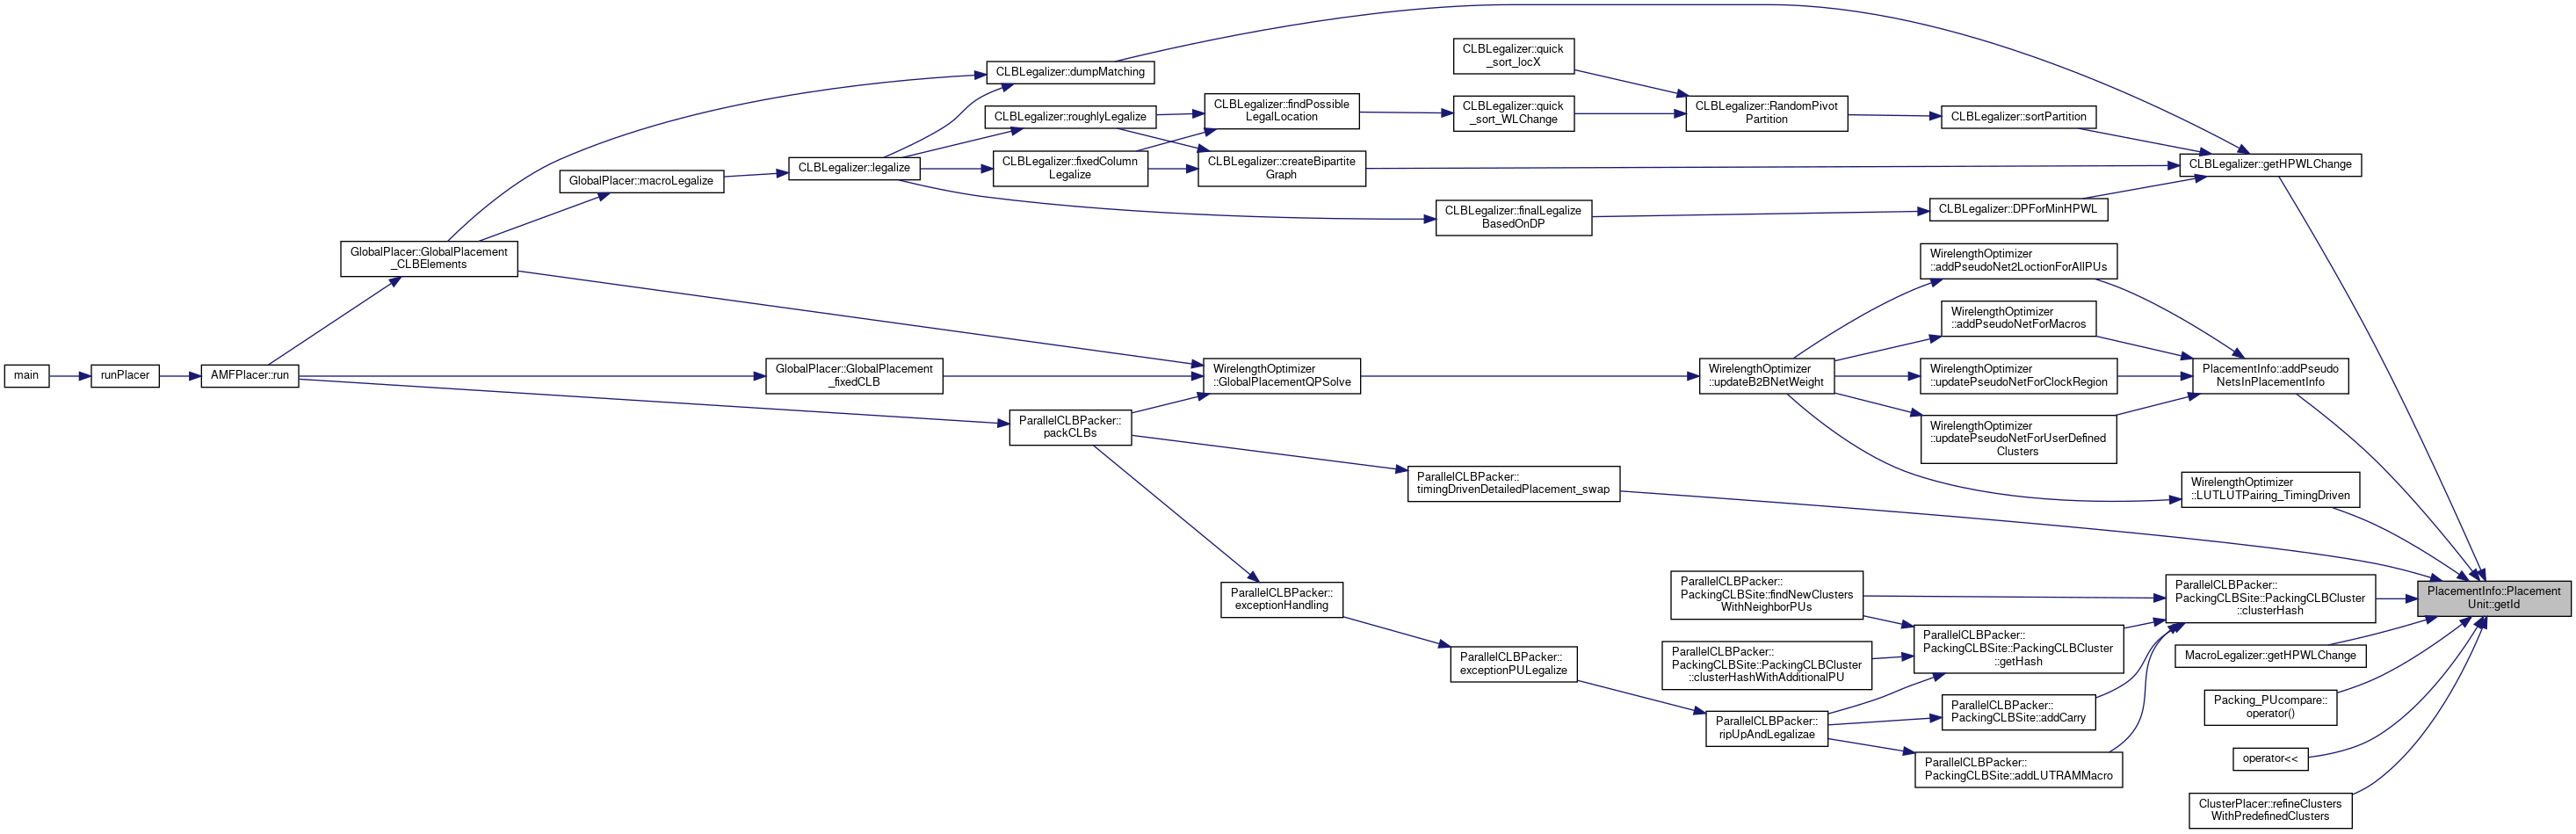 main
runPlacer
AMFPlacer::run
GlobalPlacer::GlobalPlacement
_CLBElements
GlobalPlacer::macroLegalize
CLBLegalizer::legalize
CLBLegalizer::dumpMatching
CLBLegalizer::roughlyLegalize
CLBLegalizer::fixedColumn
Legalize
CLBLegalizer::findPossible
LegalLocation
CLBLegalizer::createBipartite
Graph
CLBLegalizer::quick
_sort_locX
CLBLegalizer::quick
_sort_WLChange
CLBLegalizer::RandomPivot
Partition
CLBLegalizer::sortPartition
CLBLegalizer::getHPWLChange
CLBLegalizer::finalLegalize
BasedOnDP
CLBLegalizer::DPForMinHPWL
GlobalPlacer::GlobalPlacement
_fixedCLB
WirelengthOptimizer
::GlobalPlacementQPSolve
WirelengthOptimizer
::updateB2BNetWeight
WirelengthOptimizer
::addPseudoNet2LoctionForAllPUs
WirelengthOptimizer
::addPseudoNetForMacros
WirelengthOptimizer
::updatePseudoNetForClockRegion
WirelengthOptimizer
::updatePseudoNetForUserDefined
Clusters
PlacementInfo::addPseudo
NetsInPlacementInfo
WirelengthOptimizer
::LUTLUTPairing_TimingDriven
ParallelCLBPacker::
packCLBs
ParallelCLBPacker::
timingDrivenDetailedPlacement_swap
ParallelCLBPacker::
exceptionHandling
ParallelCLBPacker::
exceptionPULegalize
ParallelCLBPacker::
ripUpAndLegalizae
ParallelCLBPacker::
PackingCLBSite::findNewClusters
WithNeighborPUs
ParallelCLBPacker::
PackingCLBSite::PackingCLBCluster
::clusterHashWithAdditionalPU
ParallelCLBPacker::
PackingCLBSite::PackingCLBCluster
::getHash
ParallelCLBPacker::
PackingCLBSite::addCarry
ParallelCLBPacker::
PackingCLBSite::addLUTRAMMacro
ParallelCLBPacker::
PackingCLBSite::PackingCLBCluster
::clusterHash
PlacementInfo::Placement
Unit::getId
MacroLegalizer::getHPWLChange
Packing_PUcompare::
operator()
operator<<
ClusterPlacer::refineClusters
WithPredefinedClusters